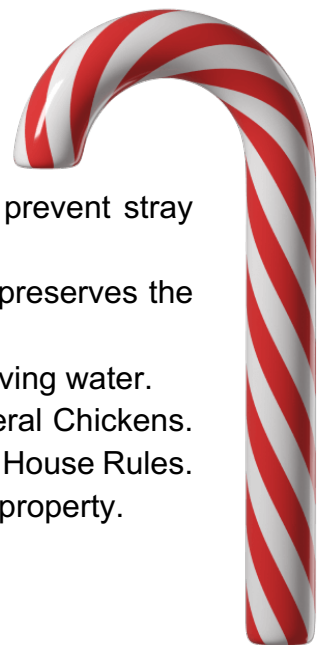 prevent stray
preserves the
ving water.
eral Chickens.
House Rules.
property.